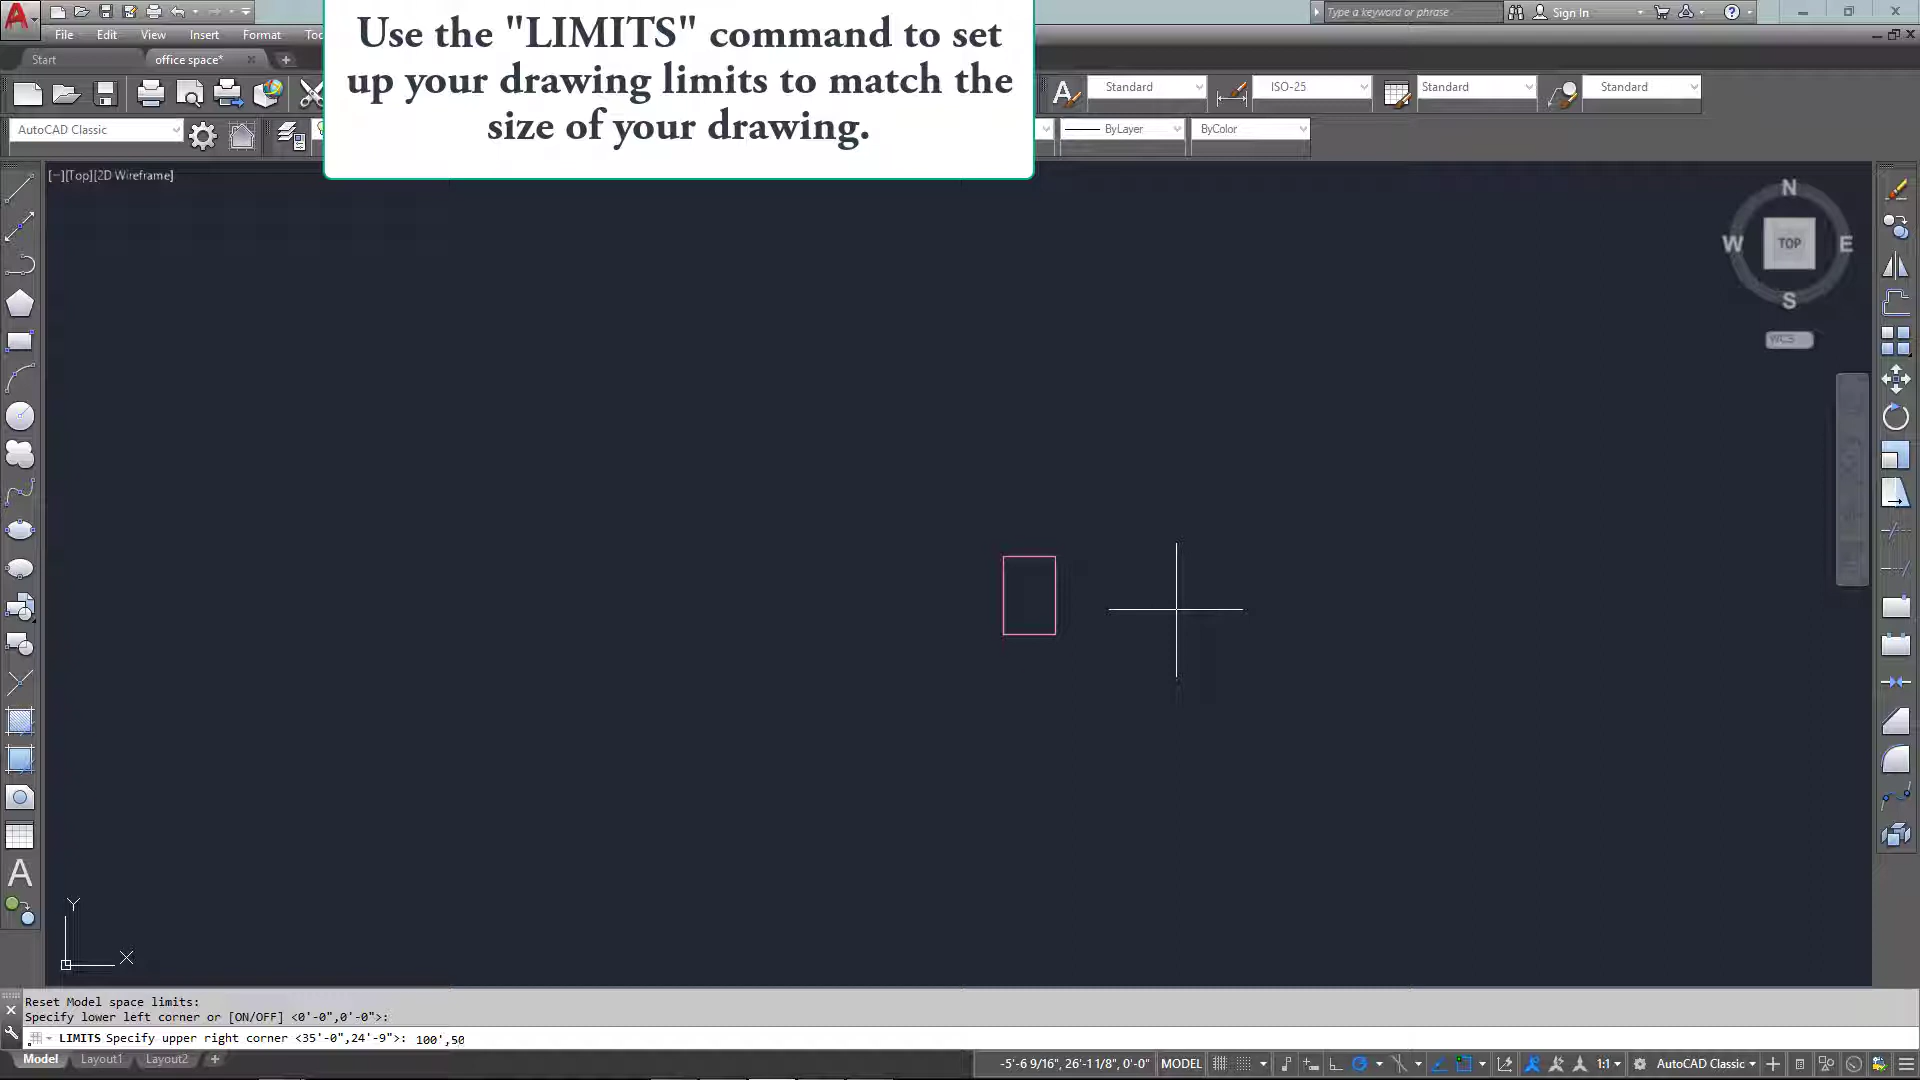 Use the "LIMITS" command to set
up your drawing limits to match the
size of your drawing.
Type a keyword or phrase
Sign In
File Edit View Insert Format
Start office space*
Standard ISO-25 Standard Standard
AutoCAD Classic ByLayer ByColor
[−][Top][2D Wireframe]
N
W TOP E
S
WCS
A
Y
X
Reset Model space limits:
Specify lower left corner or [ON/OFF] <0'-0",0'-0">:
LIMITS Specify upper right corner <35'-0",24'-9">: 100',50
Model Layout1 Layout2 +
-5'-6 9/16", 26'-11/8", 0'-0" MODEL 1:1 AutoCAD Classic